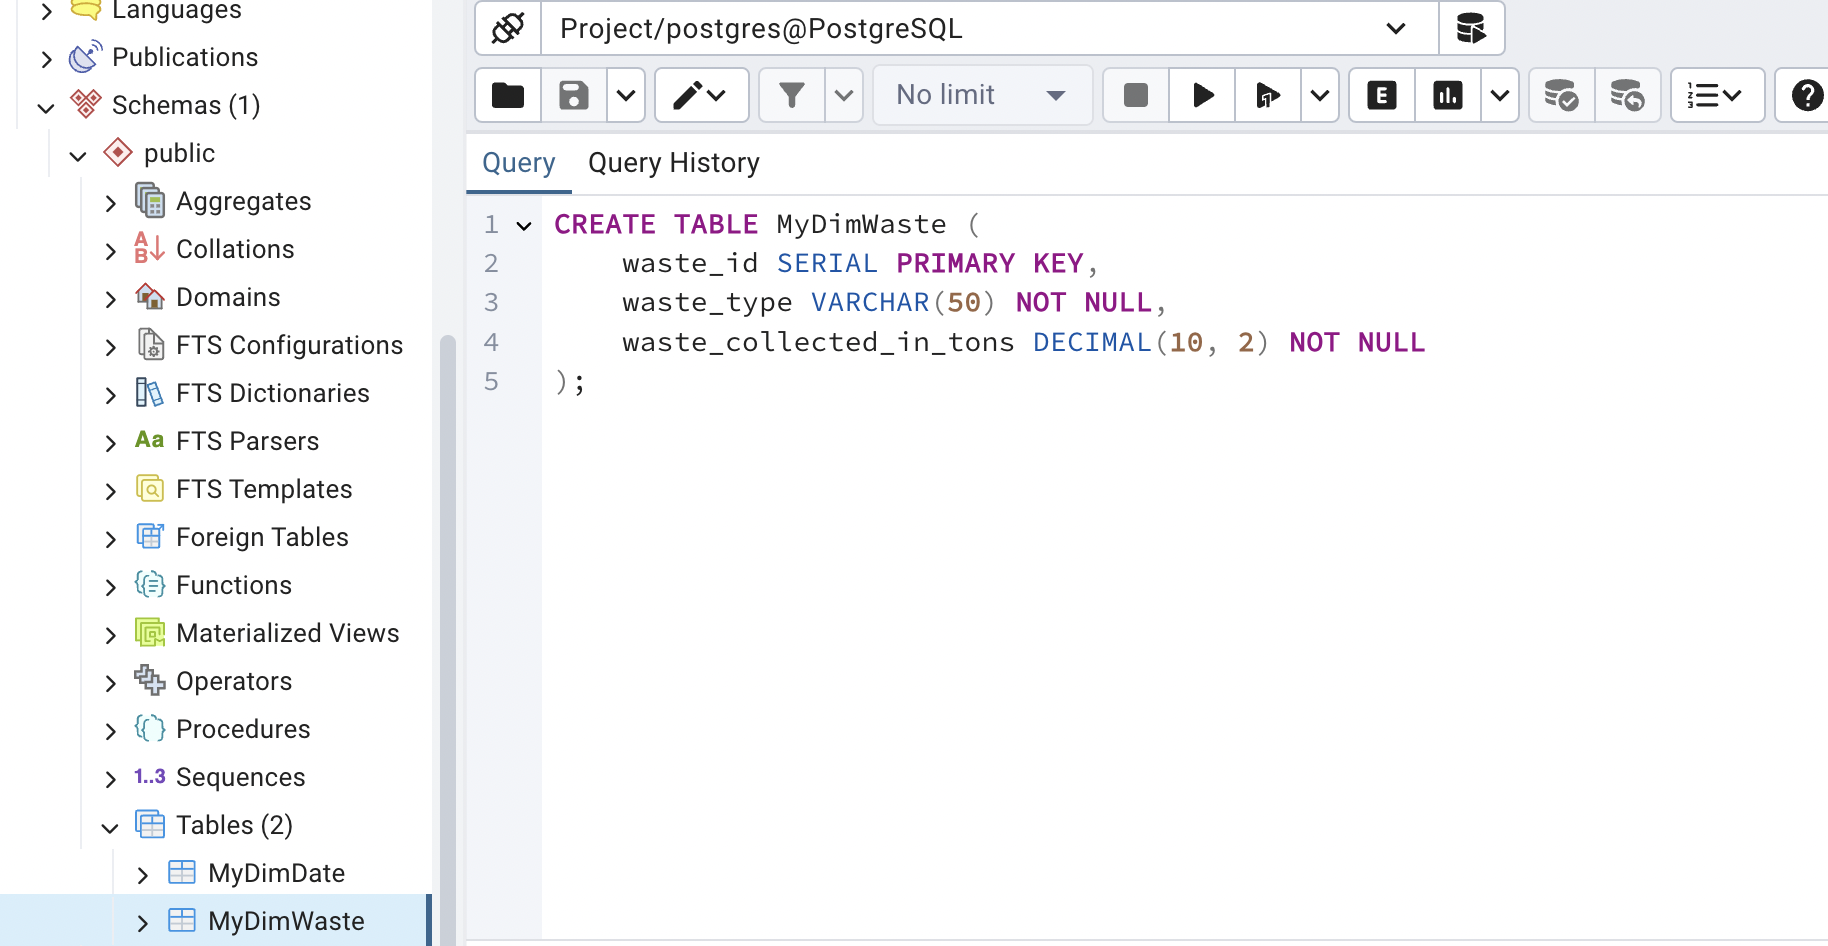 Languages
Publications
Schemas (1)
public
Aggregates
Collations
Domains
FTS Configurations
FTS Dictionaries
Aa FTS Parsers
FTS Templates
Foreign Tables
Functions
Materialized Views
Operators
Procedures
1..3 Sequences
Tables (2)
MyDimDate
MyDimWaste
Project/postgres@PostgreSQL
No limit
E
Query Query History
1 CREATE TABLE MyDimWaste (
2 waste_id SERIAL PRIMARY KEY,
3 waste_type VARCHAR(50) NOT NULL,
4 waste_collected_in_tons DECIMAL(10, 2) NOT NULL
5 );